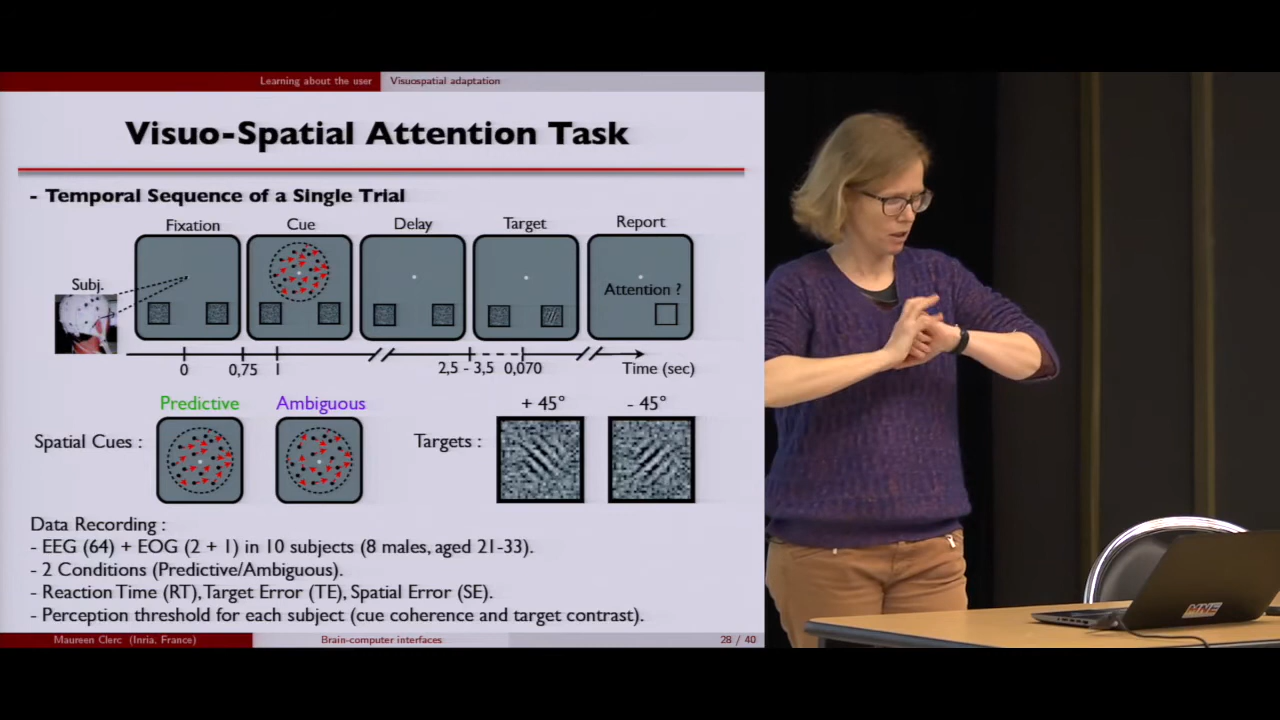 Learning about the user Visuospatial adaptation
Visuo-Spatial Attention Task
- Temporal Sequence of a Single Trial
Fixation Cue Delay Target Report
Subj.
Attention ?
0 0,75 1 2,5 - 3,5 0,070 Time (sec)
Predictive Ambiguous + 45° - 45°
Spatial Cues : Targets :
Data Recording :
- EEG (64) + EOG (2 + 1) in 10 subjects (8 males, aged 21-33).
- 2 Conditions (Predictive/Ambiguous).
- Reaction Time (RT), Target Error (TE), Spatial Error (SE).
- Perception threshold for each subject (cue coherence and target contrast).
Maureen Clerc (Inria, France) Brain-computer interfaces 28 / 40
MNE